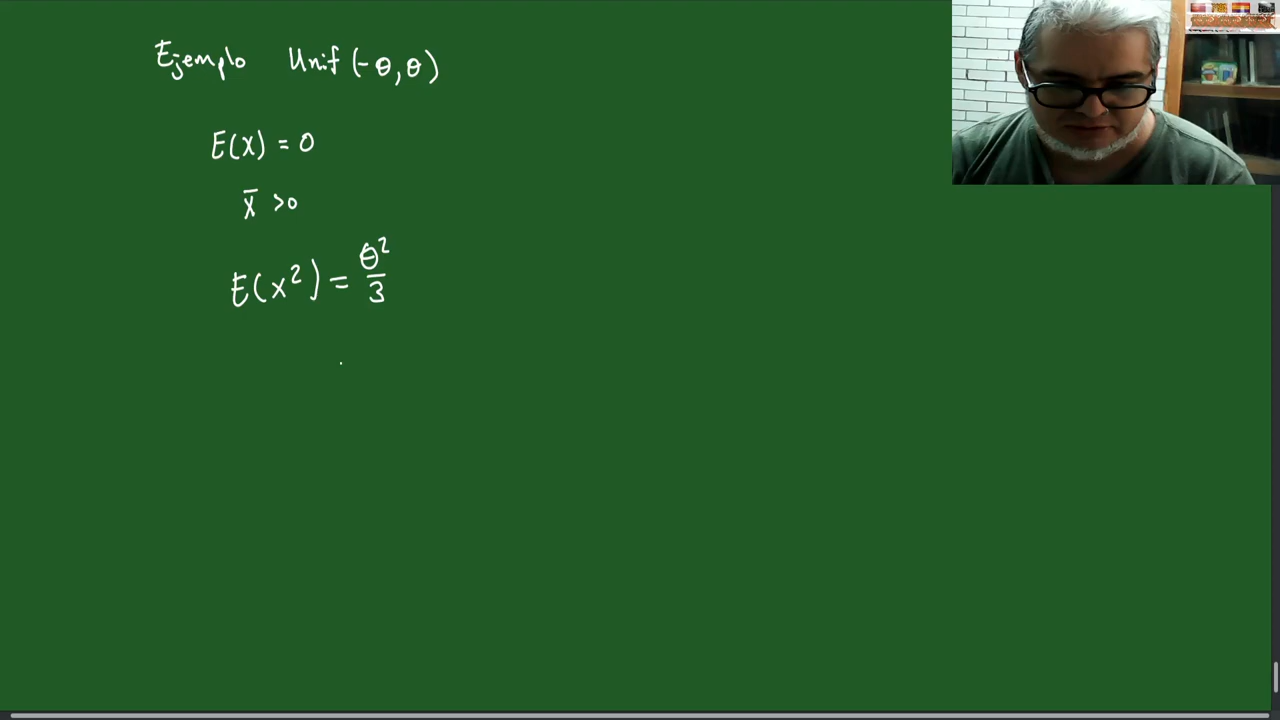 Ejemplo Unif (-θ, θ)
E(X) = 0
x̄ >0
E(x²) = θ²/3